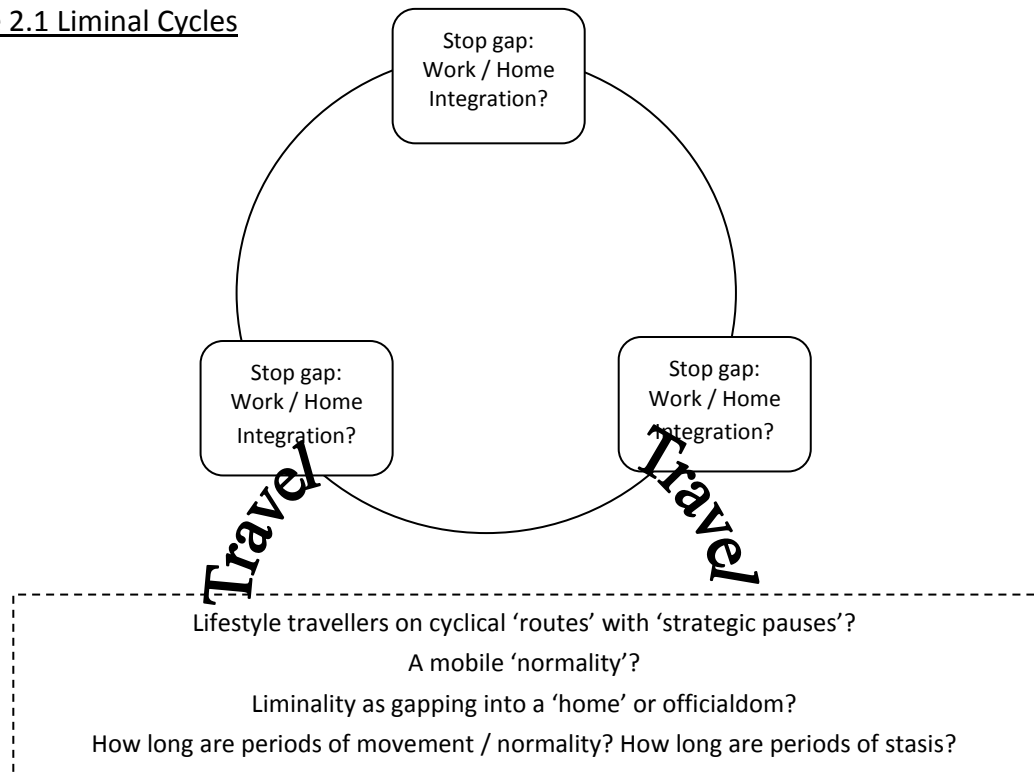 2.1 Liminal Cycles
Stop gap:
Work / Home
Integration?
Stop gap:
Work / Home
Integration?
Stop gap:
Work / Home
Integration?
Travel
Travel
Lifestyle travellers on cyclical ‘routes’ with ‘strategic pauses’?
A mobile ‘normality’?
Liminality as gapping into a ‘home’ or officialdom?
How long are periods of movement / normality? How long are periods of stasis?